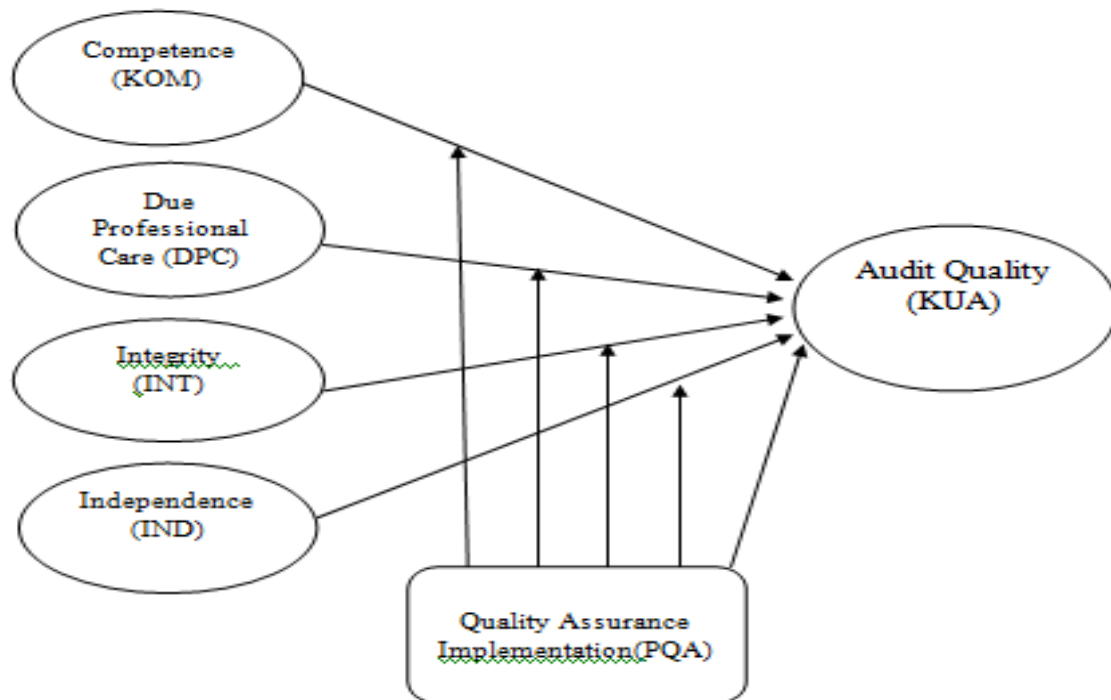 Competence
(KOM)
Due
Professional
Care (DPC)
Integrity
(INT)
Independence
(IND)
Audit Quality
(KUA)
Quality Assurance
Implementation(PQA)